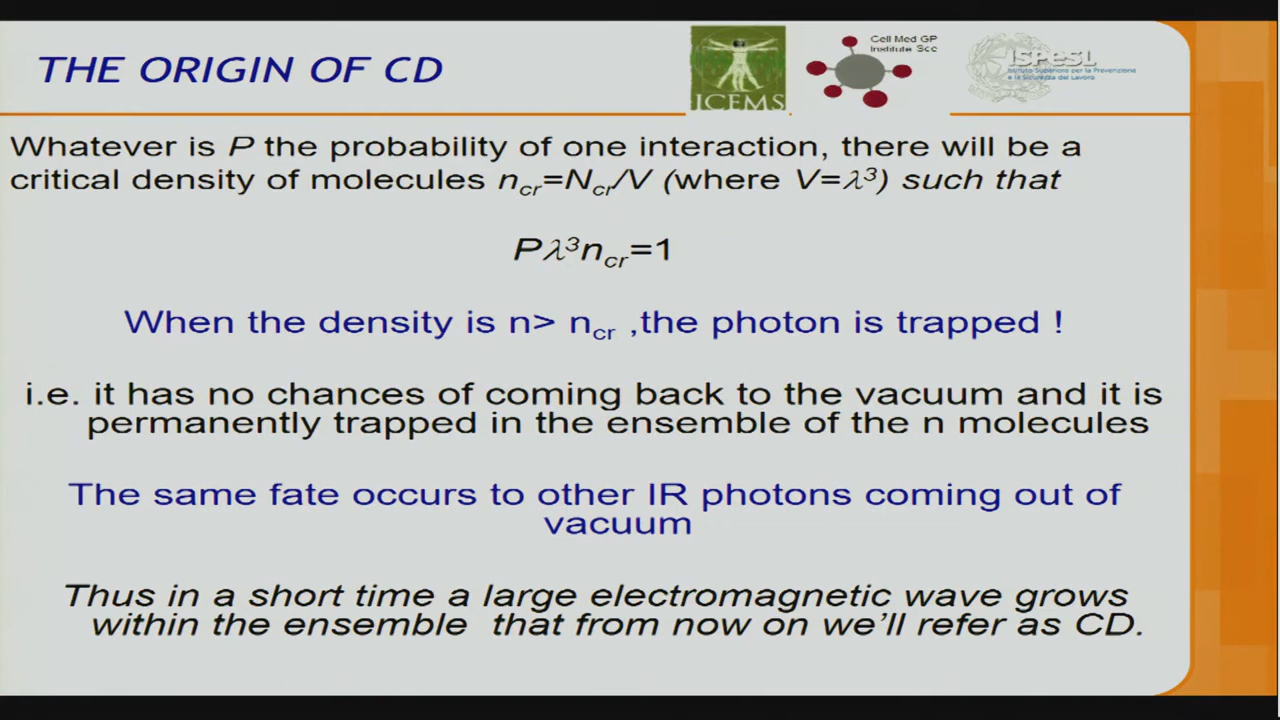 THE ORIGIN OF CD
ICEMS
Cell Med GP
Institute Sce
ISPESL
Istituto Superiore per la Prevenzione
e la Sicurezza del Lavoro
Whatever is P the probability of one interaction, there will be a
critical density of molecules n_cr=N_cr/V (where V=λ³) such that
Pλ³n_cr=1
When the density is n> n_cr ,the photon is trapped !
i.e. it has no chances of coming back to the vacuum and it is
permanently trapped in the ensemble of the n molecules
The same fate occurs to other IR photons coming out of
vacuum
Thus in a short time a large electromagnetic wave grows
within the ensemble that from now on we'll refer as CD.